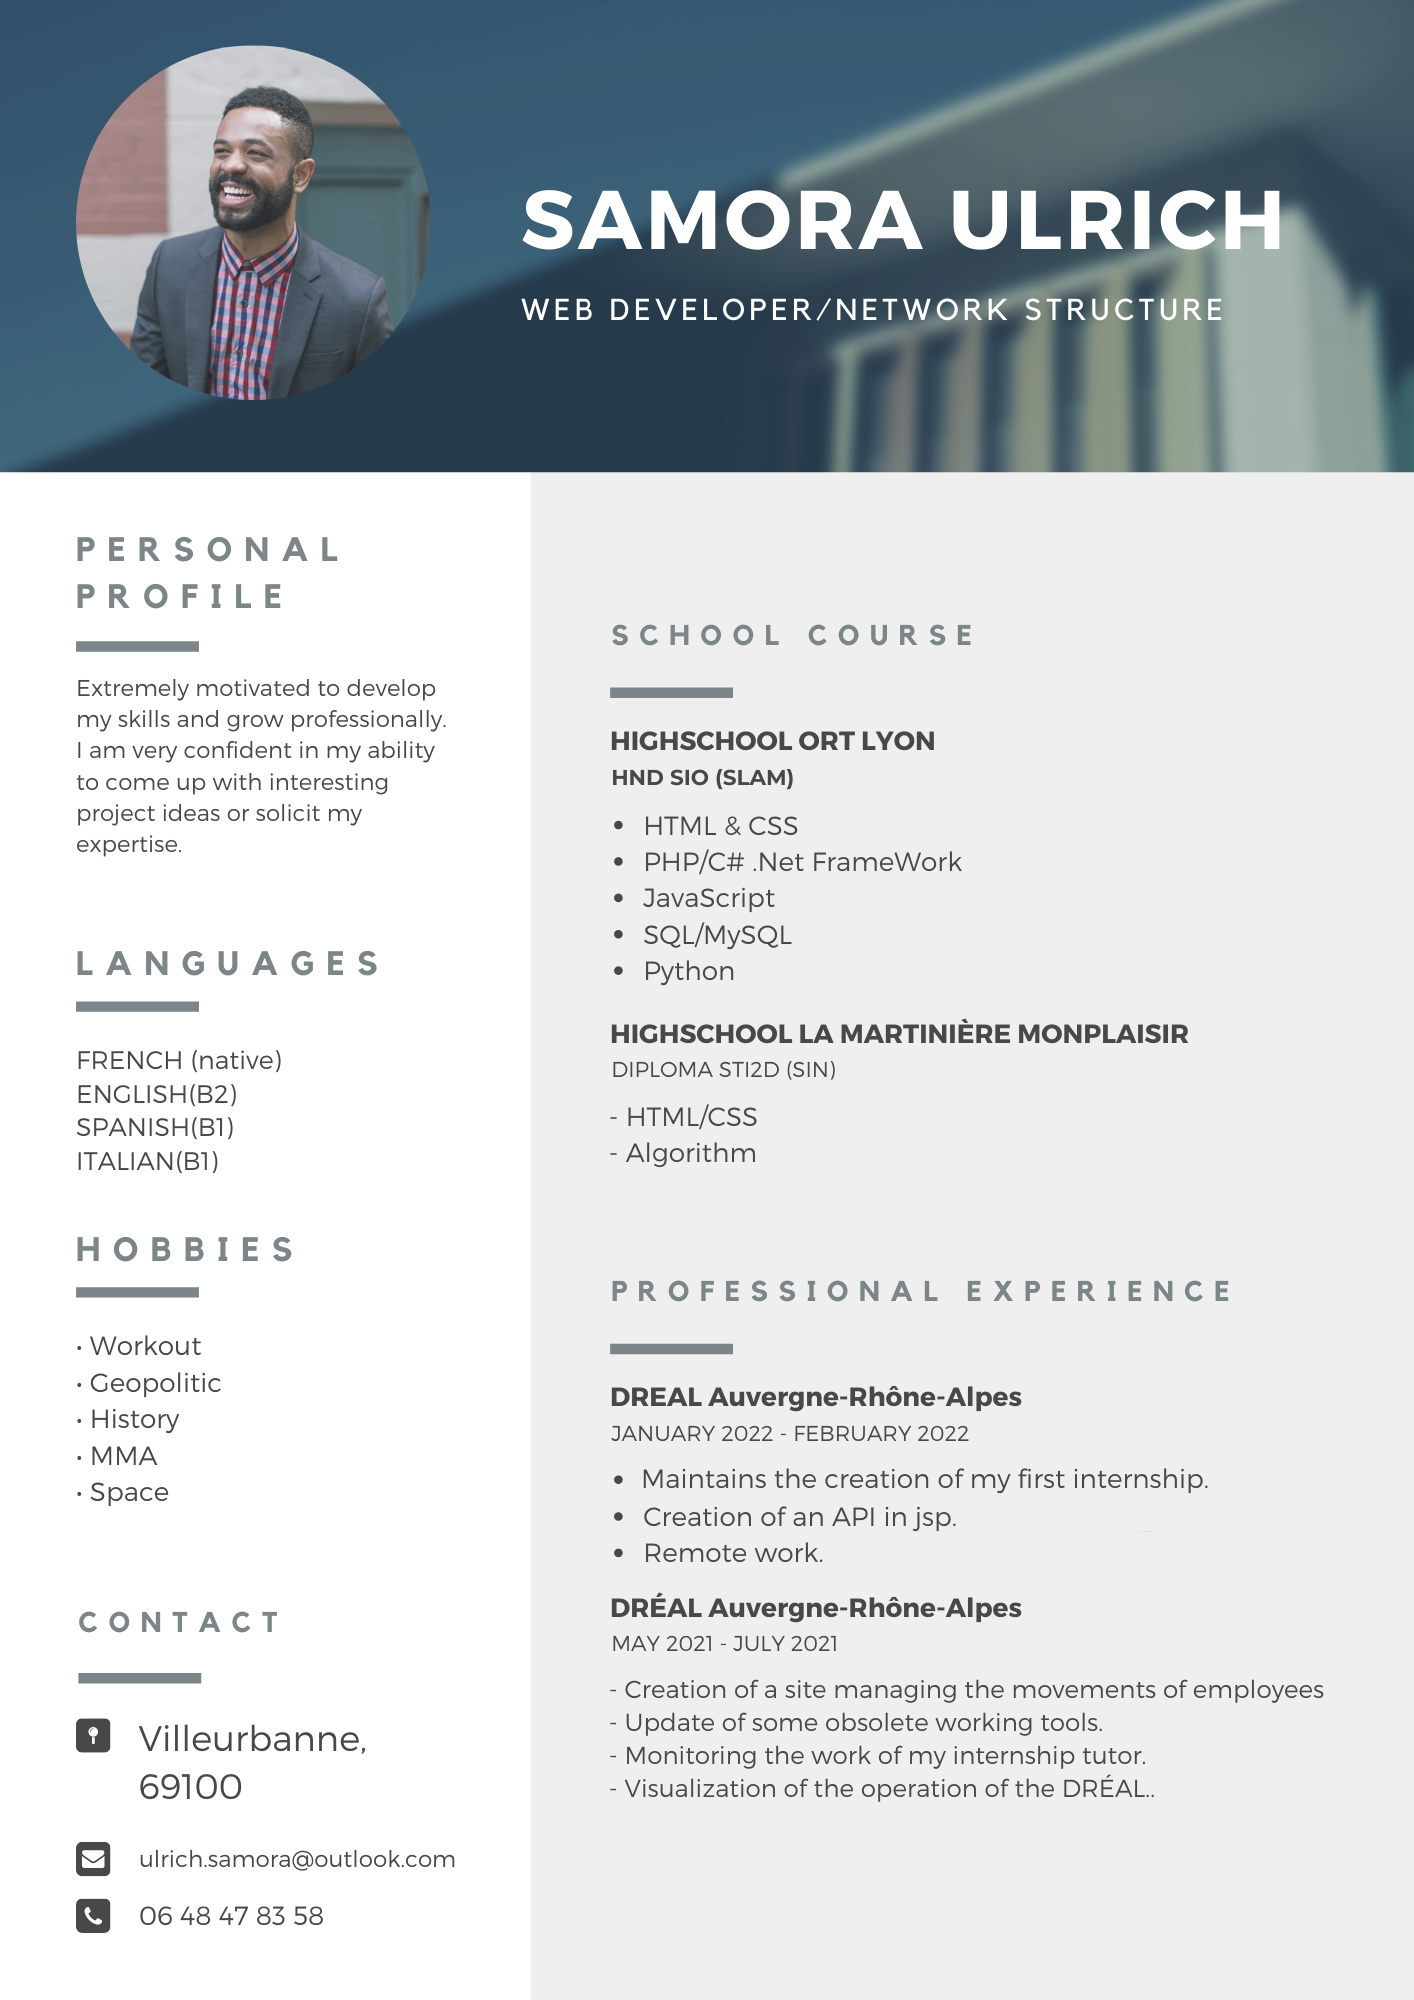 SAMORA ULRICH
WEB DEVELOPER/NETWORK STRUCTURE
PERSONAL
PROFILE
Extremely motivated to develop
my skills and grow professionally.
I am very confident in my ability
to come up with interesting
project ideas or solicit my
expertise.
LANGUAGES
FRENCH (native)
ENGLISH(B2)
SPANISH(B1)
ITALIAN(B1)
HOBBIES
• Workout
• Geopolitic
• History
• MMA
• Space
CONTACT
Villeurbanne,
69100
ulrich.samora@outlook.com
06 48 47 83 58
SCHOOL COURSE
HIGHSCHOOL ORT LYON
HND SIO (SLAM)
• HTML & CSS
• PHP/C# .Net FrameWork
• JavaScript
• SQL/MySQL
• Python
HIGHSCHOOL LA MARTINIÈRE MONPLAISIR
DIPLOMA STI2D (SIN)
- HTML/CSS
- Algorithm
PROFESSIONAL EXPERIENCE
DREAL Auvergne-Rhône-Alpes
JANUARY 2022 - FEBRUARY 2022
• Maintains the creation of my first internship.
• Creation of an API in jsp.
• Remote work.
DRÉAL Auvergne-Rhône-Alpes
MAY 2021 - JULY 2021
- Creation of a site managing the movements of employees
- Update of some obsolete working tools.
- Monitoring the work of my internship tutor.
- Visualization of the operation of the DRÉAL..